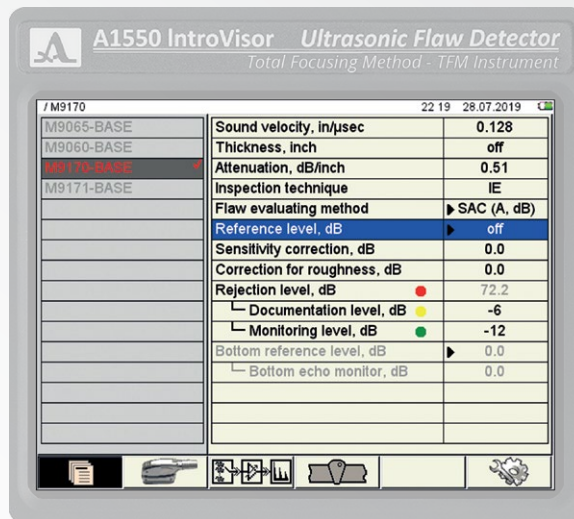 A1550 IntroVisor Ultrasonic Flaw Detector
Total Focusing Method - TFM Instrument
/ M9170 22 19 28.07.2019
M9065-BASE
M9060-BASE
M9170-BASE
M9171-BASE
Sound velocity, in/µsec 0.128
Thickness, inch off
Attenuation, dB/inch 0.51
Inspection technique IE
Flaw evaluating method SAC (A, dB)
Reference level, dB off
Sensitivity correction, dB 0.0
Correction for roughness, dB 0.0
Rejection level, dB 72.2
Documentation level, dB -6
Monitoring level, dB -12
Bottom reference level, dB 0.0
Bottom echo monitor, dB 0.0